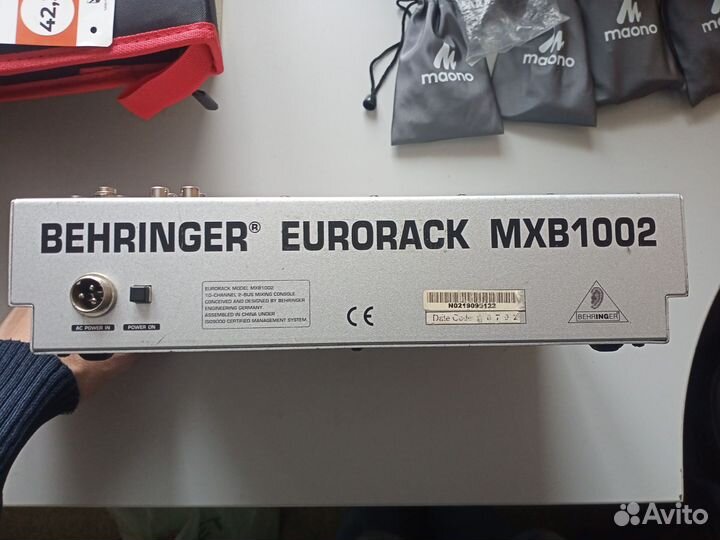 42,
maono
maono
maono
BEHRINGER® EURORACK MXB1002
AC POWER IN
POWER ON
EURORACK MODEL MXB1002
10-CHANNEL 2-BUS MIXING CONSOLE.
CONCEIVED AND DESIGNED BY BEHRINGER
ENGINEERING GERMANY.
ASSEMBLED IN CHINA UNDER
ISO9000 CERTIFIED MANAGEMENT SYSTEM.
CE
N0219095122
Date Code:
BEHRINGER
Avito